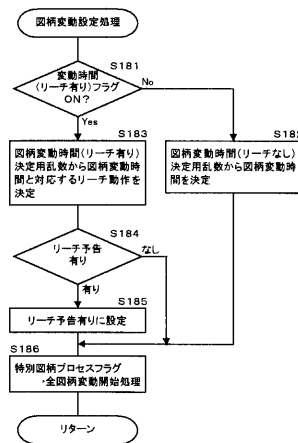 図柄変動設定処理
S181
変動時間
(リーチ有り)フラグ
ON?
No
Yes
S183
図柄変動時間(リーチ有り)
決定用乱数から図柄変動時
間と対応するリーチ動作を
決定
S182
図柄変動時間(リーチなし)
決定用乱数から図柄変動時
間を決定
S184
リーチ予告
有り
なし
有り
S185
リーチ予告有りに設定
S186
特別図柄プロセスフラグ
・全図柄変動開始処理
リターン